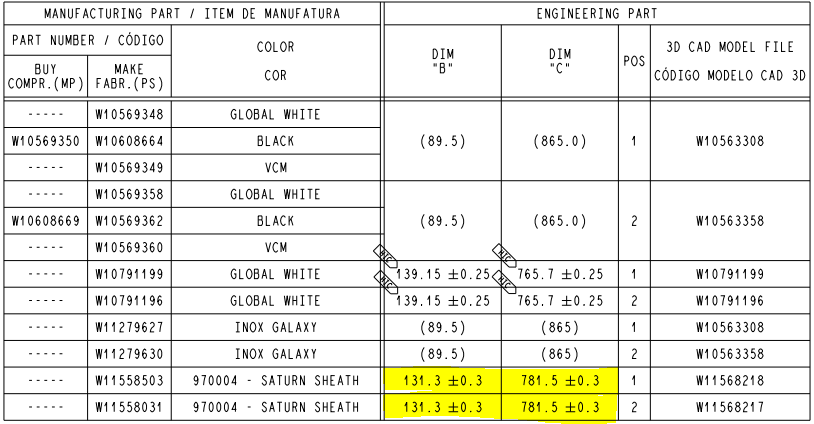 MANUFACTURING PART / ITEM DE MANUFATURA ENGINEERING PART
PART NUMBER / CÓDIGO COLOR COR DIM "B" DIM "C" POS 3D CAD MODEL FILE CÓDIGO MODELO CAD 3D
BUY COMPR.(MP) MAKE FABR.(PS)
----- W10569348 GLOBAL WHITE
W10569350 W10608664 BLACK (89.5) (865.0) 1 W10563308
----- W10569349 VCM
----- W10569358 GLOBAL WHITE
W10608669 W10569362 BLACK (89.5) (865.0) 2 W10563358
----- W10569360 VCM
HIC HIC
----- W10791199 GLOBAL WHITE 139.15 ±0.25 765.7 ±0.25 1 W10791199
HIC HIC
----- W10791196 GLOBAL WHITE 139.15 ±0.25 765.7 ±0.25 2 W10791196
----- W11279627 INOX GALAXY (89.5) (865) 1 W10563308
----- W11279630 INOX GALAXY (89.5) (865) 2 W10563358
----- W11558503 970004 - SATURN SHEATH 131.3 ±0.3 781.5 ±0.3 1 W11568218
----- W11558031 970004 - SATURN SHEATH 131.3 ±0.3 781.5 ±0.3 2 W11568217